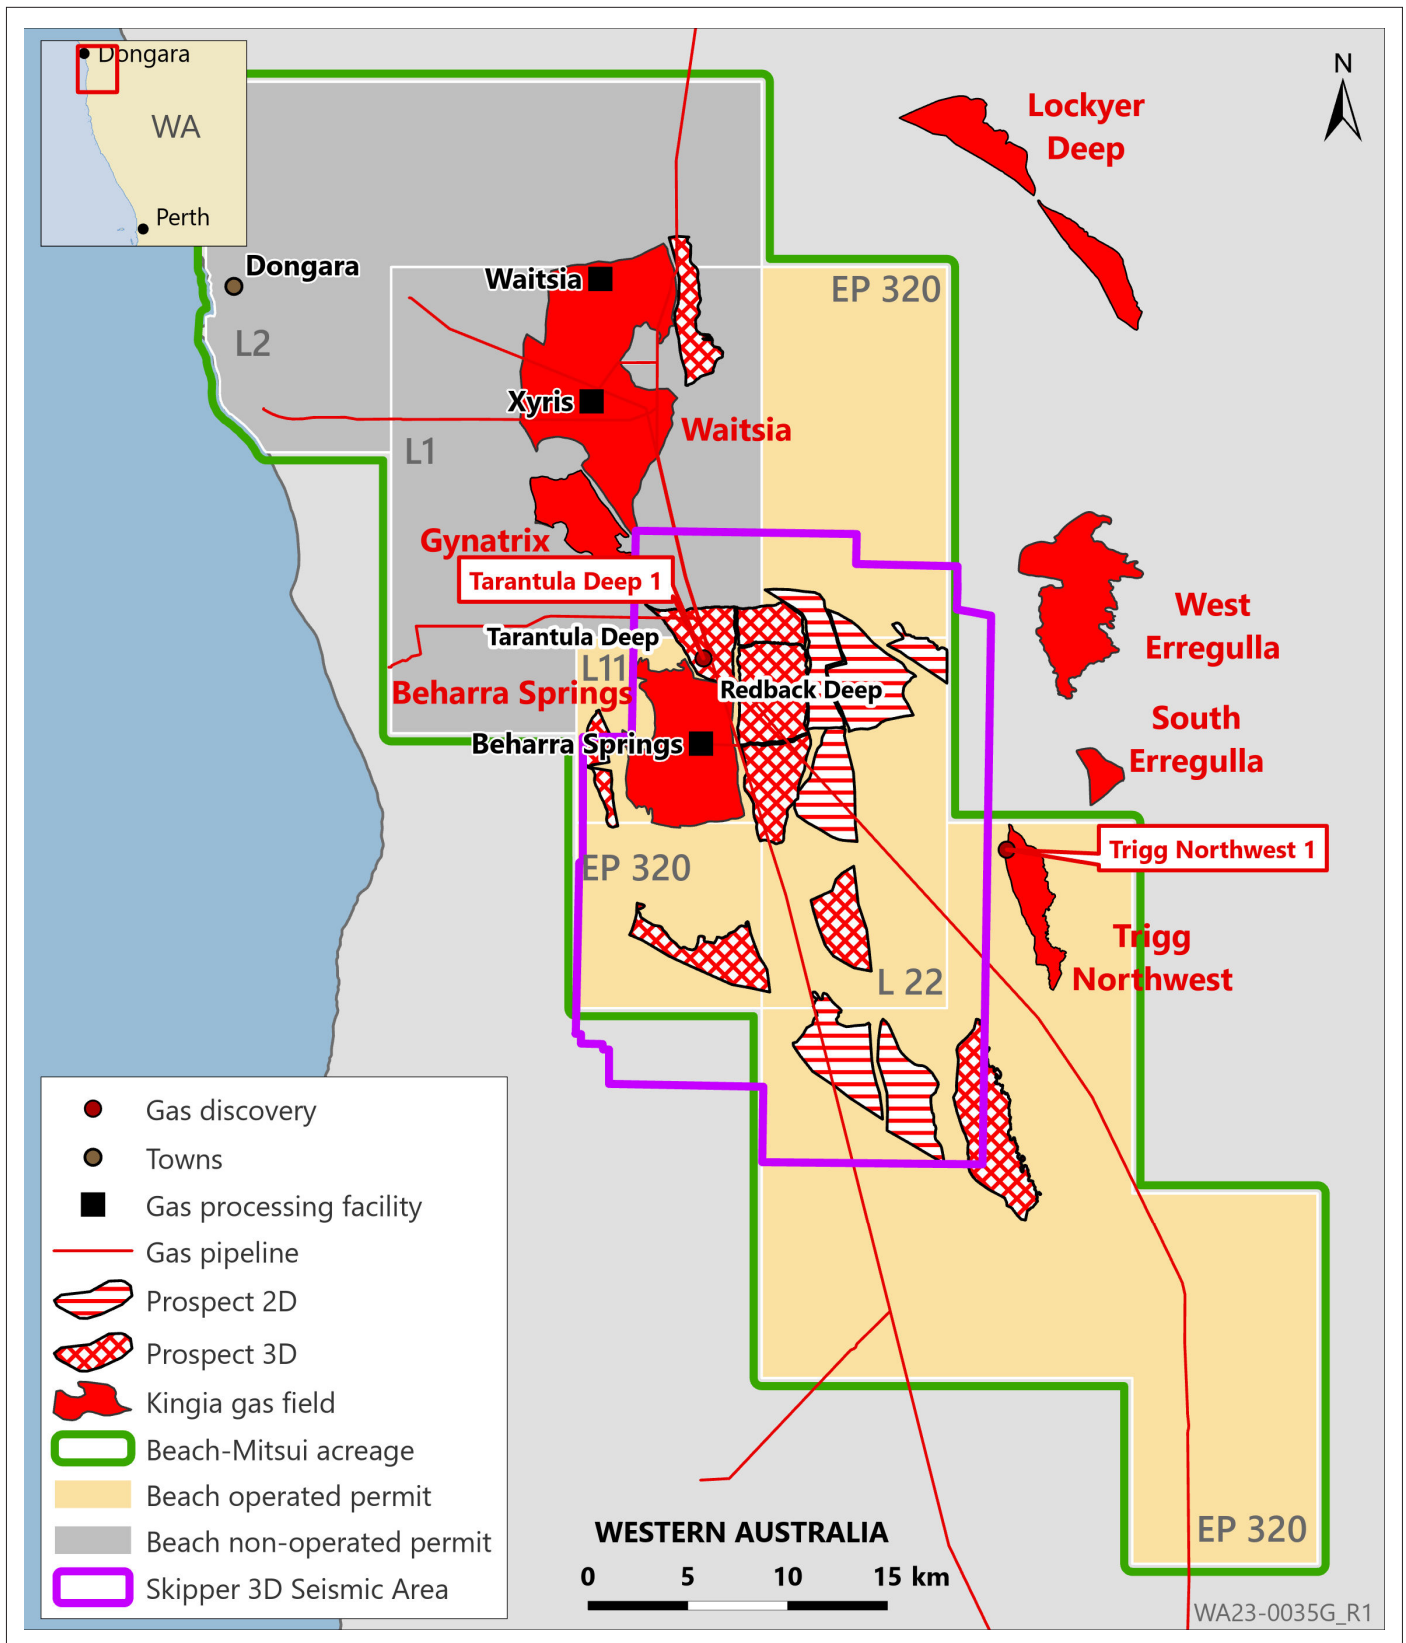 Dongara
WA
Perth
N
Lockyer
Deep
Dongara
Waitsia
EP 320
L2
Xyris
Waitsia
L1
Gynatrix
Tarantula Deep 1
West
Erregulla
Tarantula Deep
L11
Redback Deep
Beharra Springs
South
Erregulla
Beharra Springs
Trigg Northwest 1
EP 320
Trigg
Northwest
L 22
Gas discovery
Towns
Gas processing facility
Gas pipeline
Prospect 2D
Prospect 3D
Kingia gas field
Beach-Mitsui acreage
Beach operated permit
Beach non-operated permit
Skipper 3D Seismic Area
EP 320
WESTERN AUSTRALIA
0 5 10 15 km
WA23-0035G_R1